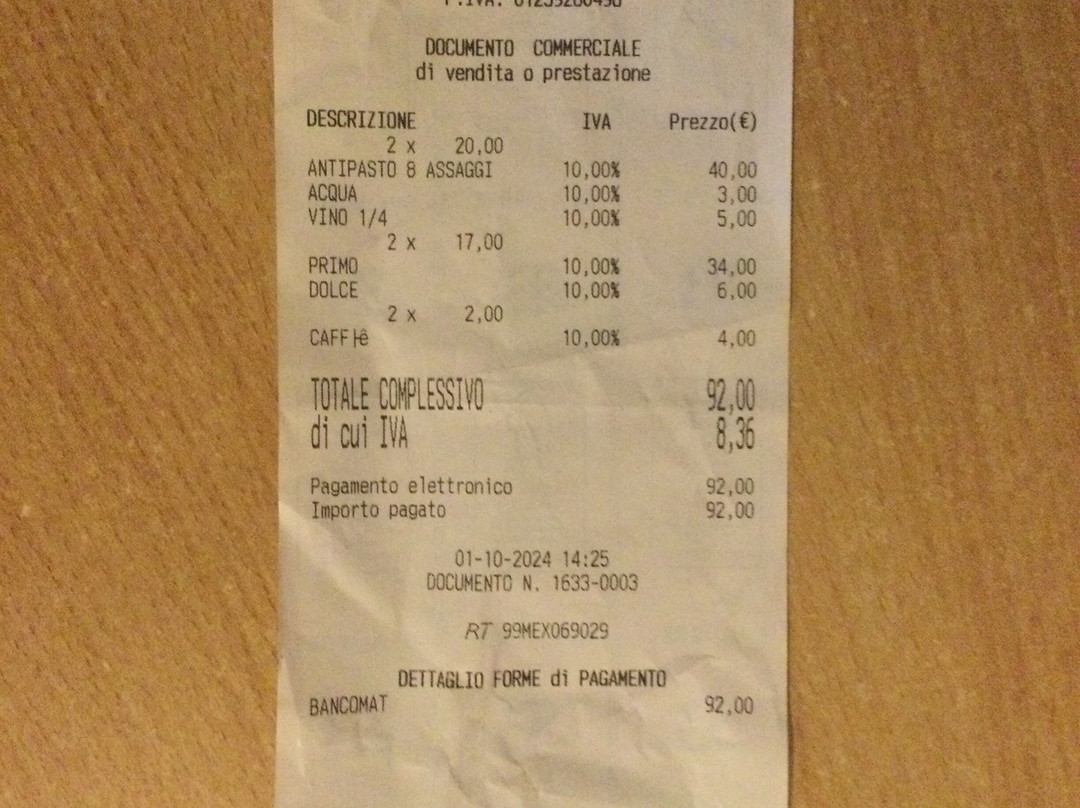 DOCUMENTO COMMERCIALE
di vendita o prestazione
DESCRIZIONE IVA Prezzo(€)
2 x 20,00
ANTIPASTO 8 ASSAGGI 10,00% 40,00
ACQUA 10,00% 3,00
VINO 1/4 10,00% 5,00
2 x 17,00
PRIMO 10,00% 34,00
DOLCE 10,00% 6,00
2 x 2,00
CAFF├ê 10,00% 4,00
TOTALE COMPLESSIVO 92,00
di cui IVA 8,36
Pagamento elettronico 92,00
Importo pagato 92,00
01-10-2024 14:25
DOCUMENTO N. 1633-0003
RT 99MEX069029
DETTAGLIO FORME di PAGAMENTO
BANCOMAT 92,00